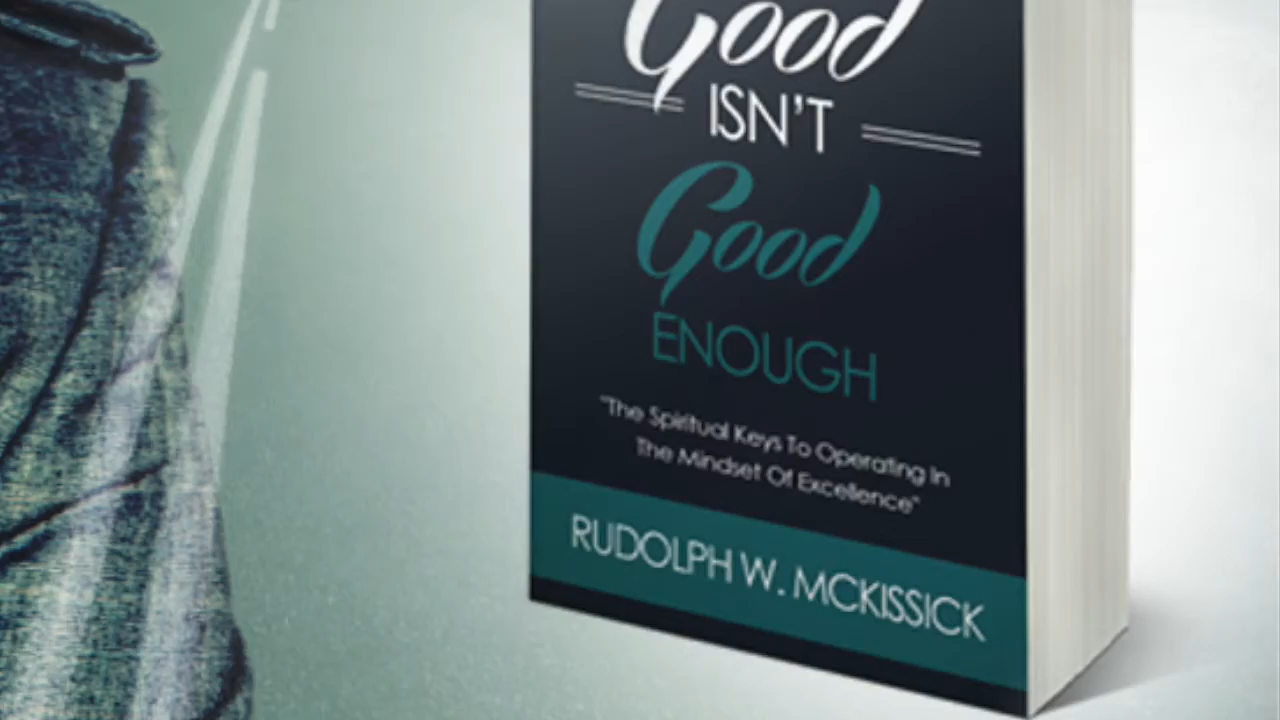 Good
ISN'T
Good
ENOUGH
"The Spiritual Keys To Operating In
The Mindset Of Excellence"
RUDOLPH W. MCKISSICK